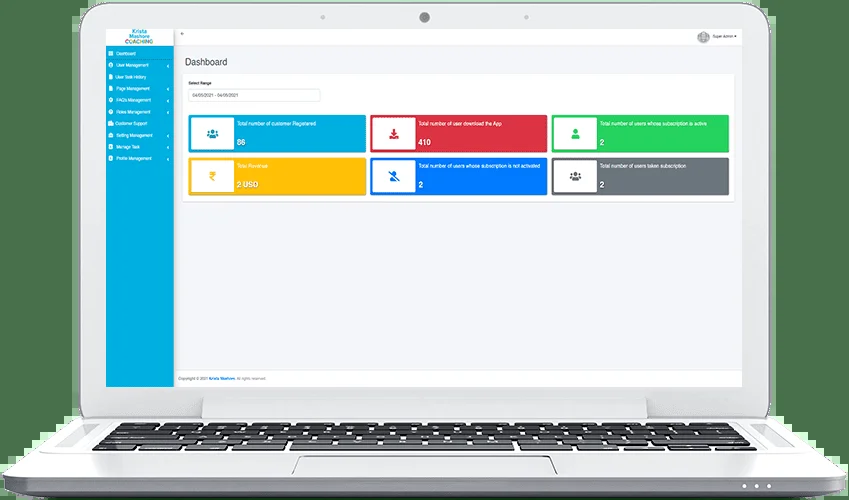 Krista
Mashore
COACHING
Super Admin
Dashboard
User Management
User Task History
Page Management
FAQ's Management
Video Management
Customer Support
Setting Management
Manage Task
Profile Management
Dashboard
Select Range
04/05/2021 - 04/05/2021
Total number of customer Registered
86
Total number of user download the App
410
Total number of users whose subscription is active
2
Total Revenue
2 USD
Total number of users whose subscription is not activated
2
Total number of users taken subscription
2
Copyright © 2021 Krista Mashore. All rights reserved.